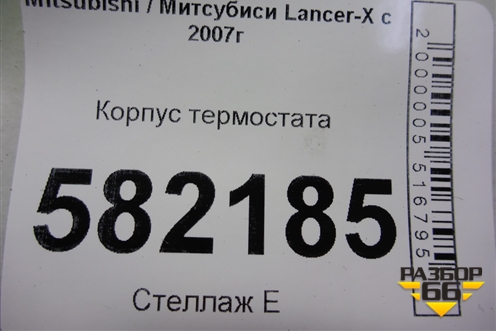 Mitsubishi / Митсубиси Lancer-X с
2007г
Корпус термостата
582185
Стеллаж Е
2000005516795
РАЗБОР
66